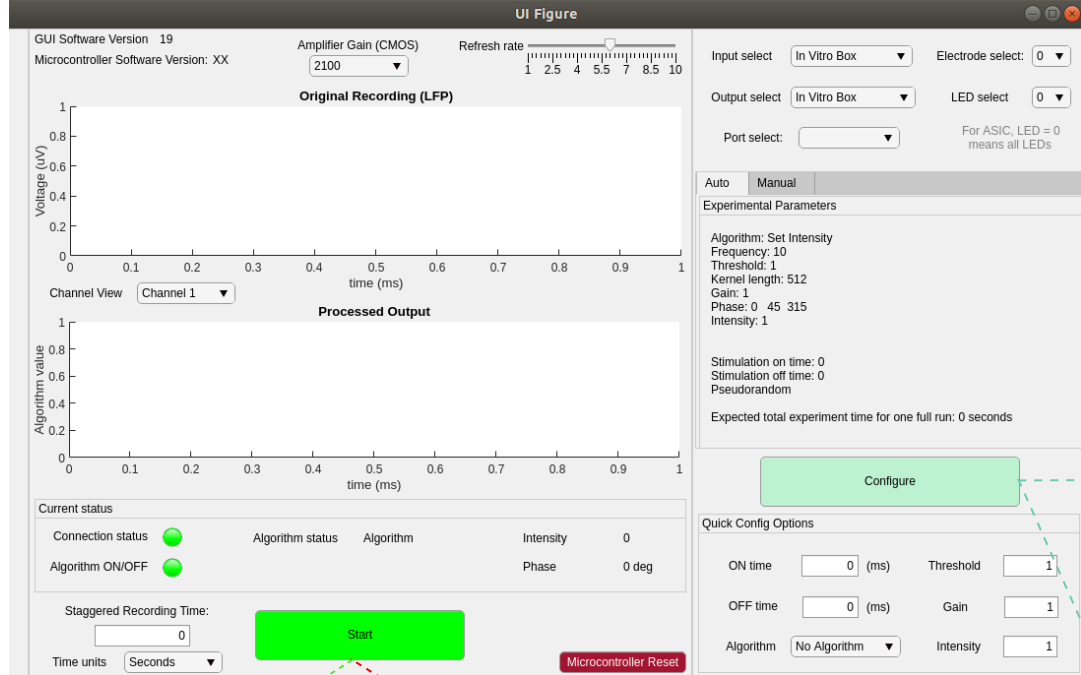 UI Figure
GUI Software Version 19
Microcontroller Software Version: XX
Amplifier Gain (CMOS)
2100
Refresh rate
1 2.5 4 5.5 7 8.5 10
Original Recording (LFP)
Voltage (uV)
1
0.8
0.6
0.4
0.2
0
0 0.1 0.2 0.3 0.4 0.5 0.6 0.7 0.8 0.9 1
time (ms)
Channel View Channel 1
Processed Output
Algorithm value
1
0.8
0.6
0.4
0.2
0
0 0.1 0.2 0.3 0.4 0.5 0.6 0.7 0.8 0.9 1
time (ms)
Current status
Connection status
Algorithm status Algorithm
Intensity 0
Algorithm ON/OFF
Phase 0 deg
Staggered Recording Time:
0
Time units Seconds
Start
Microcontroller Reset
Input select In Vitro Box
Electrode select: 0
Output select In Vitro Box
LED select 0
Port select:
For ASIC, LED = 0
means all LEDs
Auto Manual
Experimental Parameters
Algorithm: Set Intensity
Frequency: 10
Threshold: 1
Kernel length: 512
Gain: 1
Phase: 0 45 315
Intensity: 1
Stimulation on time: 0
Stimulation off time: 0
Pseudorandom
Expected total experiment time for one full run: 0 seconds
Configure
Quick Config Options
ON time 0 (ms)
Threshold 1
OFF time 0 (ms)
Gain 1
Algorithm No Algorithm
Intensity 1